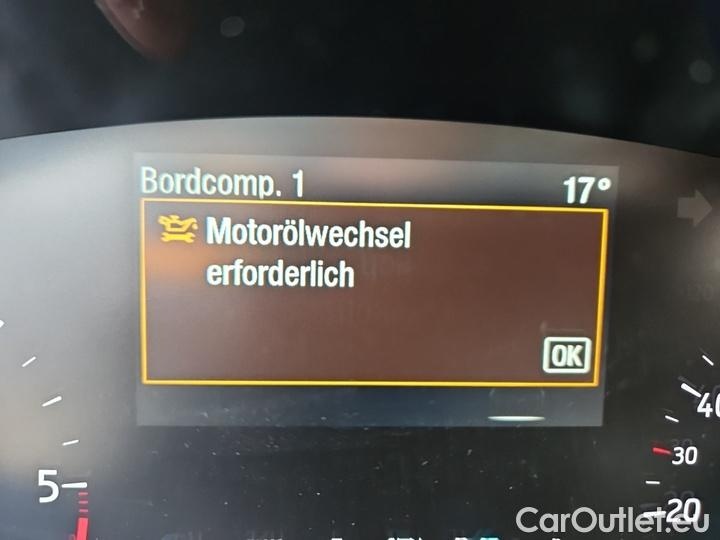 Bordcomp. 1 17°
Motorölwechsel
erforderlich
OK
40
30
5
20
CarOutlet.eu